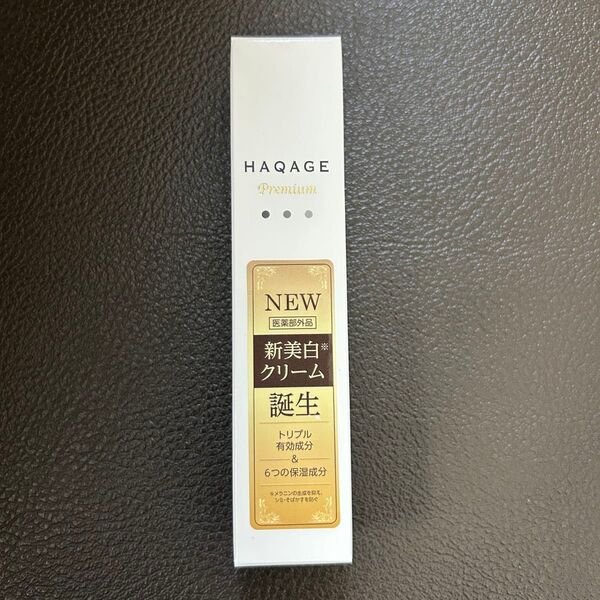 HAQAGE
Premium
NEW
医薬部外品
新美白※
クリーム
誕生
トリプル
有効成分
&
6つの保湿成分
※メラニンの生成を抑え、
シミ・そばかすを防ぐ